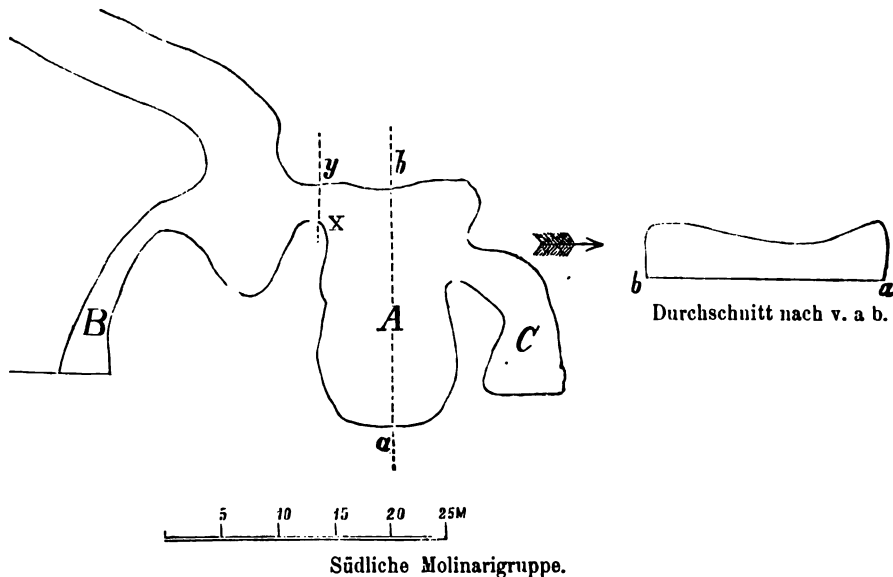 y h
x
B A C
b a
Durchschnitt nach v. a b.
a
5 10 15 20 25M
Südliche Molinarigruppe.